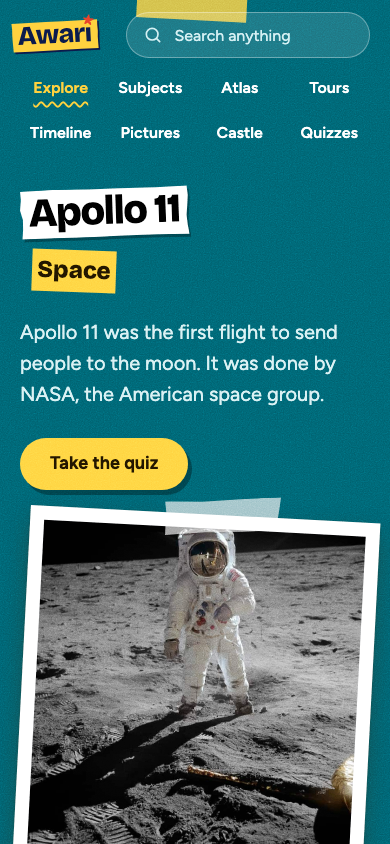 Awari
Search anything
Explore
Subjects
Atlas
Tours
Timeline
Pictures
Castle
Quizzes
Apollo 11
Space
Apollo 11 was the first flight to send
people to the moon. It was done by
NASA, the American space group.
Take the quiz